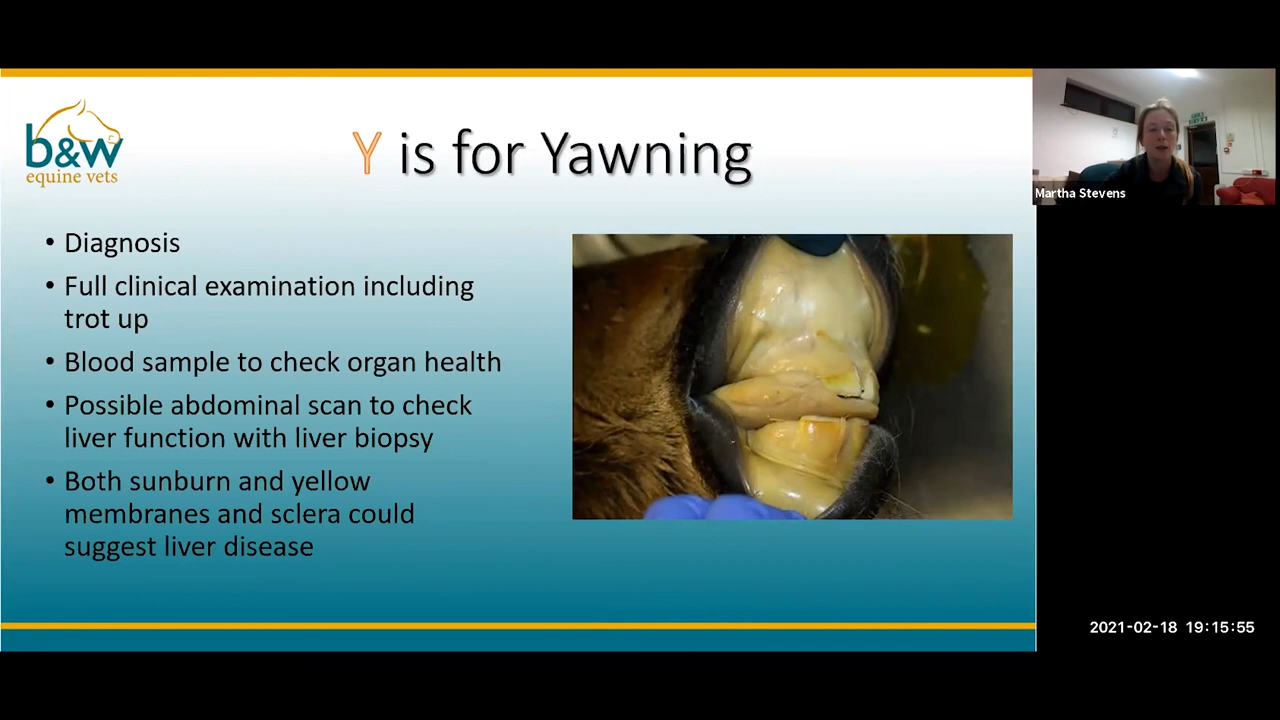 b&w
equine vets
Y is for Yawning
• Diagnosis
• Full clinical examination including
trot up
• Blood sample to check organ health
• Possible abdominal scan to check
liver function with liver biopsy
• Both sunburn and yellow
membranes and sclera could
suggest liver disease
Martha Stevens
2021-02-18 19:15:55